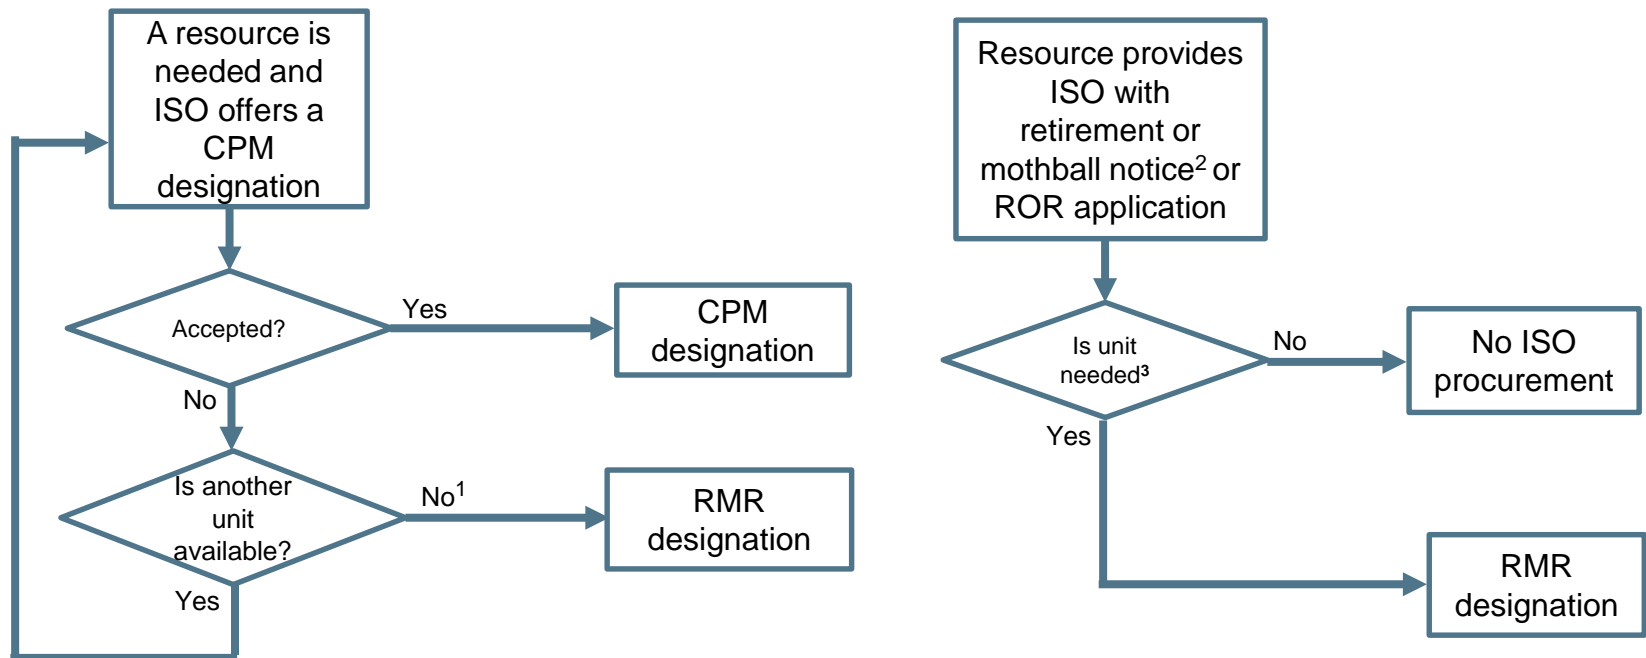 A resource is
needed and
ISO offers a
CPM
designation
Accepted?
Yes
CPM
designation
No
Is another
unit
available?
No¹
RMR
designation
Yes
Resource provides
ISO with
retirement or
mothball notice² or
ROR application
Is unit
needed³
No
No ISO
procurement
Yes
RMR
designation